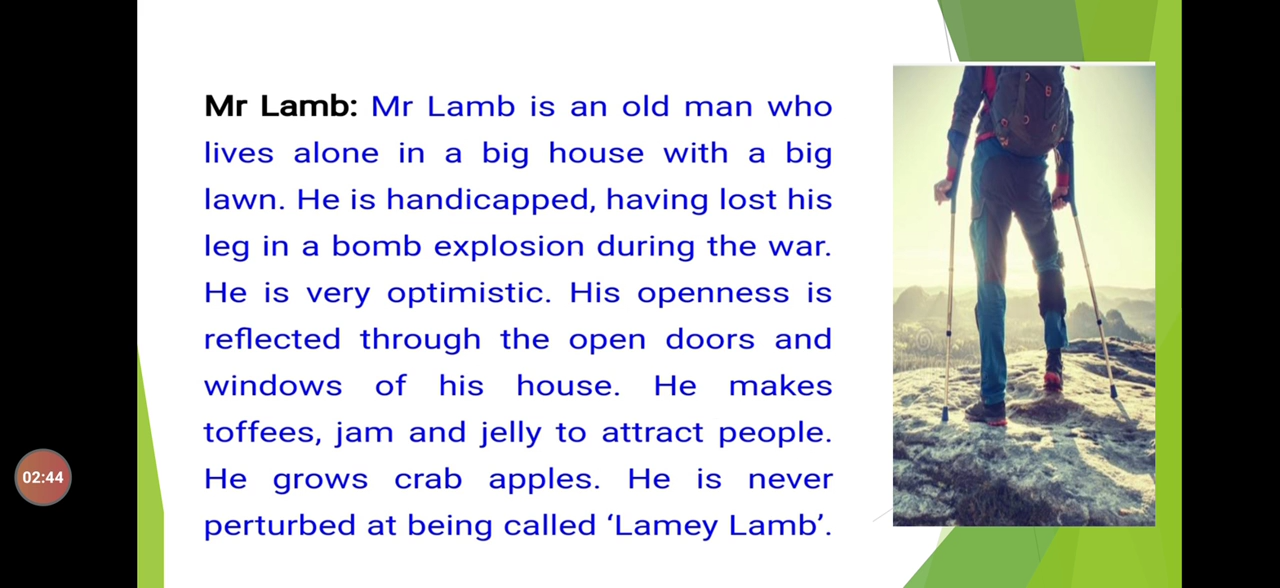 Mr Lamb: Mr Lamb is an old man who
lives alone in a big house with a big
lawn. He is handicapped, having lost his
leg in a bomb explosion during the war.
He is very optimistic. His openness is
reflected through the open doors and
windows of his house. He makes
toffees, jam and jelly to attract people.
He grows crab apples. He is never
perturbed at being called ‘Lamey Lamb’.
02:44